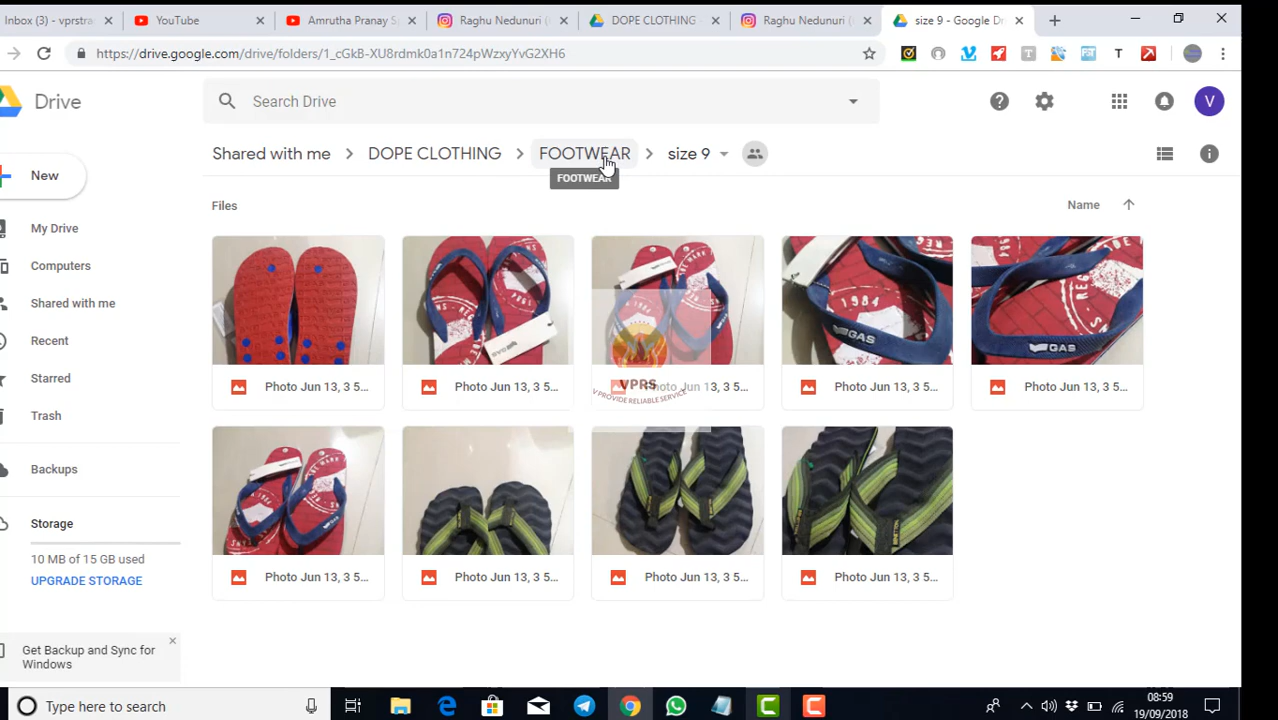 Inbox (3) - vprstra
YouTube
Amrutha Pranay S
Raghu Nedunuri (
DOPE CLOTHING -
Raghu Nedunuri (
size 9 - Google Dr
https://drive.google.com/drive/folders/1_cGkB-XU8rdmk0a1n724pWzxyYvG2XH6
Drive
Search Drive
V
New
Shared with me
DOPE CLOTHING
FOOTWEAR
size 9
FOOTWEAR
Files
Name
My Drive
Computers
Shared with me
Recent
Starred
Trash
Backups
Storage
10 MB of 15 GB used
UPGRADE STORAGE
Get Backup and Sync for
Windows
1984
GAS
GAS
VPRS
V PROVIDE RELIABLE SERVICE
Photo Jun 13, 3 5...
Photo Jun 13, 3 5...
Photo Jun 13, 3 5...
Photo Jun 13, 3 5...
Photo Jun 13, 3 5...
Photo Jun 13, 3 5...
Photo Jun 13, 3 5...
Photo Jun 13, 3 5...
Photo Jun 13, 3 5...
Type here to search
08:59
19/09/2018